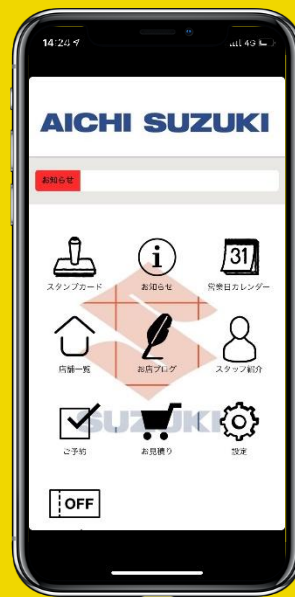 14:24
4G
AICHI SUZUKI
お知らせ
31
スタンプカード
お知らせ
営業日カレンダー
店舗一覧
お店ブログ
スタッフ紹介
SUZUKI
ご予約
お見積り
設定
OFF